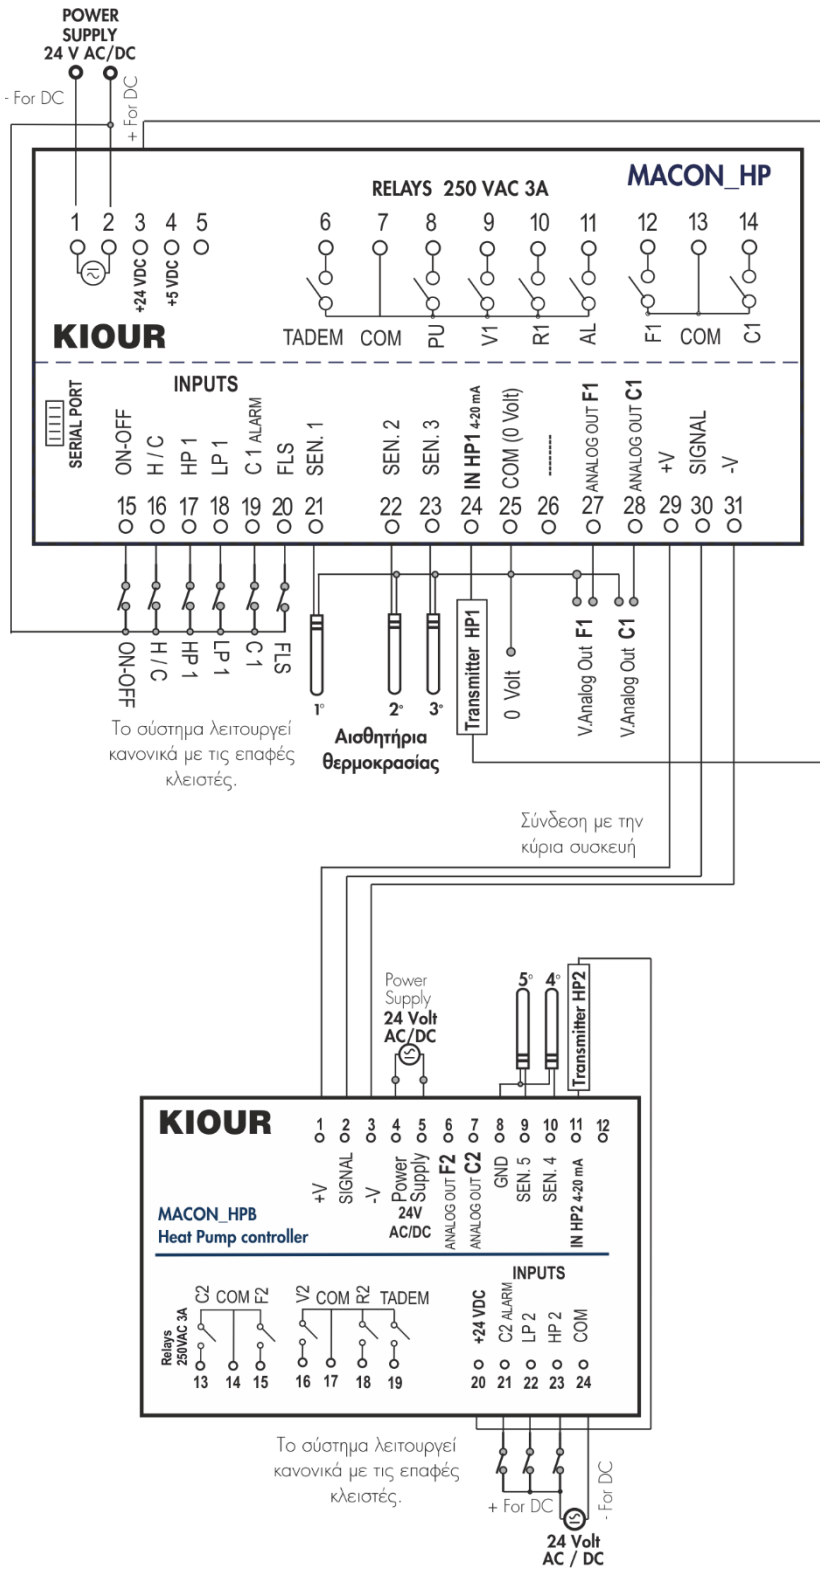 POWER
SUPPLY
24 V AC/DC
- For DC
+ For DC
MACON_HP
RELAYS 250 VAC 3A
1 2 3 4 5 6 7 8 9 10 11 12 13 14
+24 VDC
+5 VDC
KIOUR
TADEM COM PU V1 R1 AL F1 COM C1
SERIAL PORT
INPUTS
ON-OFF
H / C
HP 1
LP 1
C 1 ALARM
FLS
SEN. 1
SEN. 2
SEN. 3
IN HP1 4-20 mA
COM (0 Volt)
--------
ANALOG OUT F1
ANALOG OUT C1
+V
SIGNAL
-V
15 16 17 18 19 20 21 22 23 24 25 26 27 28 29 30 31
ON-OFF
H / C
HP 1
LP 1
C 1
FLS
1° 2° 3°
Transmitter HP1
0 Volt
V.Analog Out F1
V.Analog Out C1
Το σύστημα λειτουργεί
κανονικά με τις επαφές
κλειστές.
Αισθητήρια
θερμοκρασίας
Σύνδεση με την
κύρια συσκευή
Power
Supply
24 Volt
AC/DC
5° 4°
Transmitter HP2
KIOUR
1 2 3 4 5 6 7 8 9 10 11 12
+V
SIGNAL
-V
Power
Supply
24V
AC/DC
ANALOG OUT F2
ANALOG OUT C2
GND
SEN. 5
SEN. 4
IN HP2 4-20 mA
MACON_HPB
Heat Pump controller
INPUTS
Relays
250VAC 3A
C2 COM F2 V2 COM R2 TADEM
+24 VDC
C2 ALARM
LP 2
HP 2
COM
13 14 15 16 17 18 19 20 21 22 23 24
Το σύστημα λειτουργεί
κανονικά με τις επαφές
κλειστές.
+ For DC
- For DC
24 Volt
AC / DC